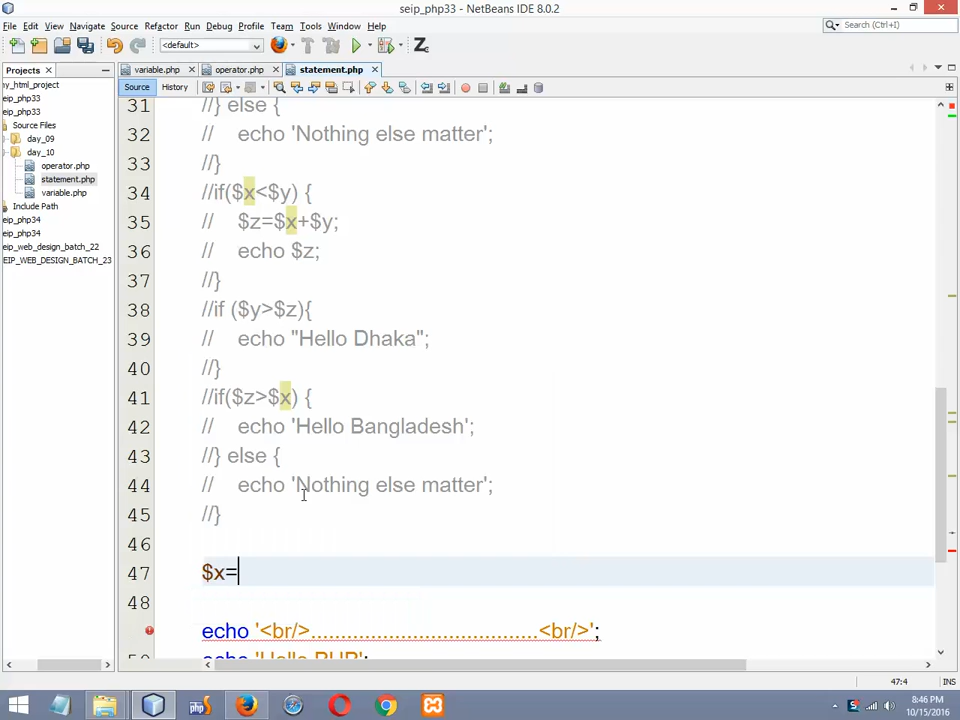 seip_php33 - NetBeans IDE 8.0.2
File Edit View Navigate Source Refactor Run Debug Profile Team Tools Window Help
Search (Ctrl+I)
<default>
Projects
variable.php operator.php statement.php
Source History
ny_html_project
eip_php33
eip_php33
Source Files
day_09
day_10
operator.php
statement.php
variable.php
Include Path
eip_php34
eip_php34
eip_web_design_batch_22
EIP_WEB_DESIGN_BATCH_23
31 //} else {
32 // echo 'Nothing else matter';
33 //}
34 //if($x<$y) {
35 // $z=$x+$y;
36 // echo $z;
37 //}
38 //if ($y>$z){
39 // echo "Hello Dhaka";
40 //}
41 //if($z>$x) {
42 // echo 'Hello Bangladesh';
43 //} else {
44 // echo 'Nothing else matter';
45 //}
46
47 $x=
48
echo '<br/>......................................<br/>';
50 echo 'Hello PHP';
47:4 INS
php
8:46 PM
10/15/2016